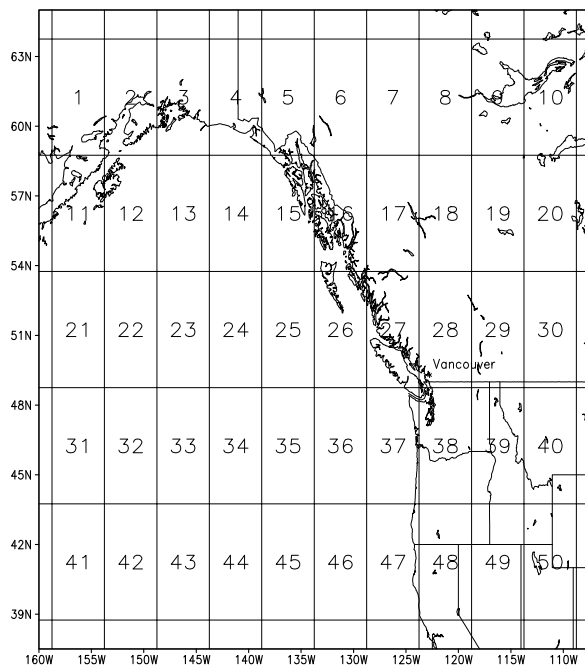 63N
1 2 3 4 5 6 7 8 9 10
60N
57N
11 12 13 14 15 16 17 18 19 20
54N
51N
21 22 23 24 25 26 27 28 29 30
Vancouver
48N
31 32 33 34 35 36 37 38 39 40
45N
42N
41 42 43 44 45 46 47 48 49 50
39N
160W 155W 150W 145W 140W 135W 130W 125W 120W 115W 110W